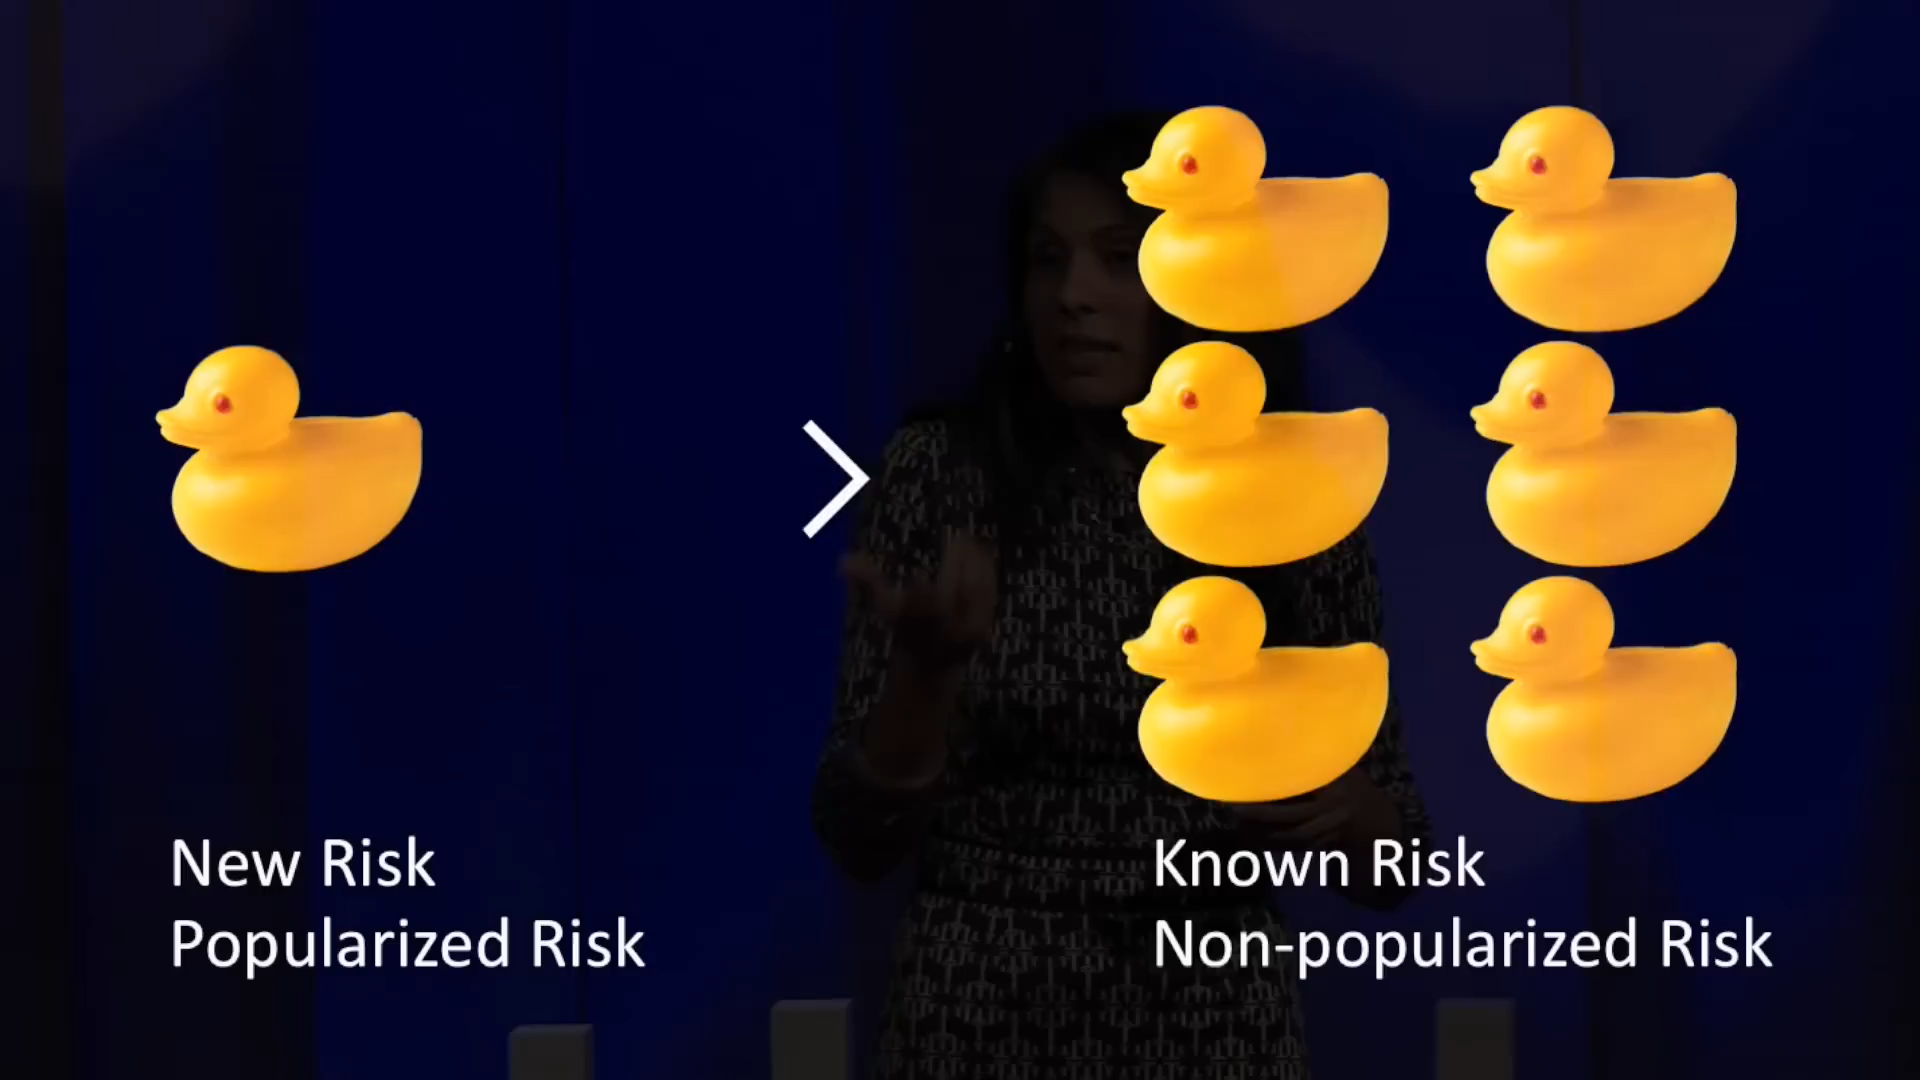 >
New Risk
Popularized Risk
Known Risk
Non-popularized Risk